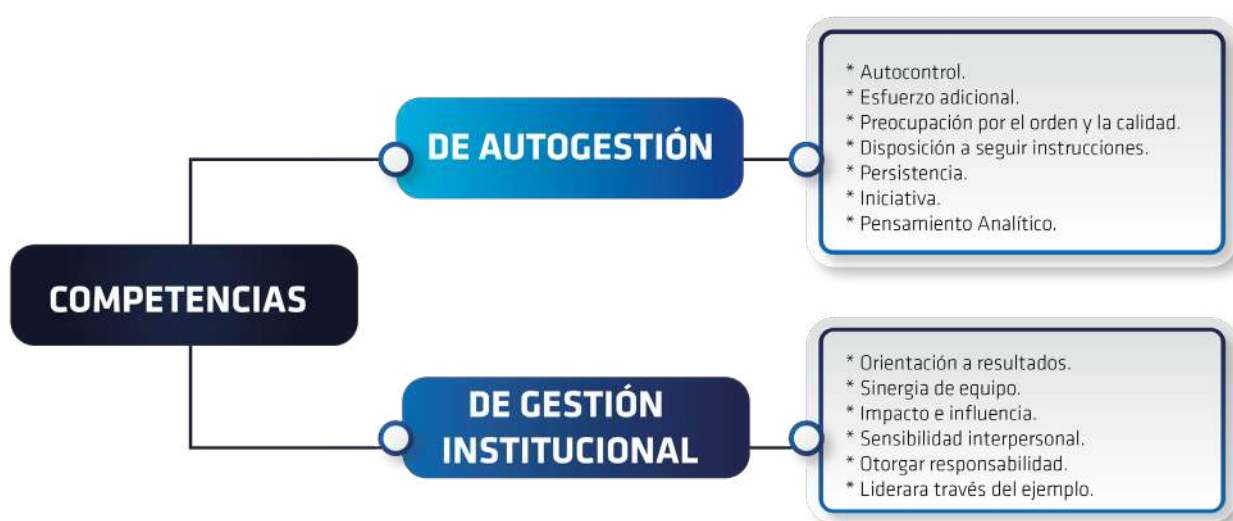 COMPETENCIAS
DE AUTOGESTIÓN
* Autocontrol.
* Esfuerzo adicional.
* Preocupación por el orden y la calidad.
* Disposición a seguir instrucciones.
* Persistencia.
* Iniciativa.
* Pensamiento Analítico.
DE GESTIÓN
INSTITUCIONAL
* Orientación a resultados.
* Sinergia de equipo.
* Impacto e influencia.
* Sensibilidad interpersonal.
* Otorgar responsabilidad.
* Liderara través del ejemplo.